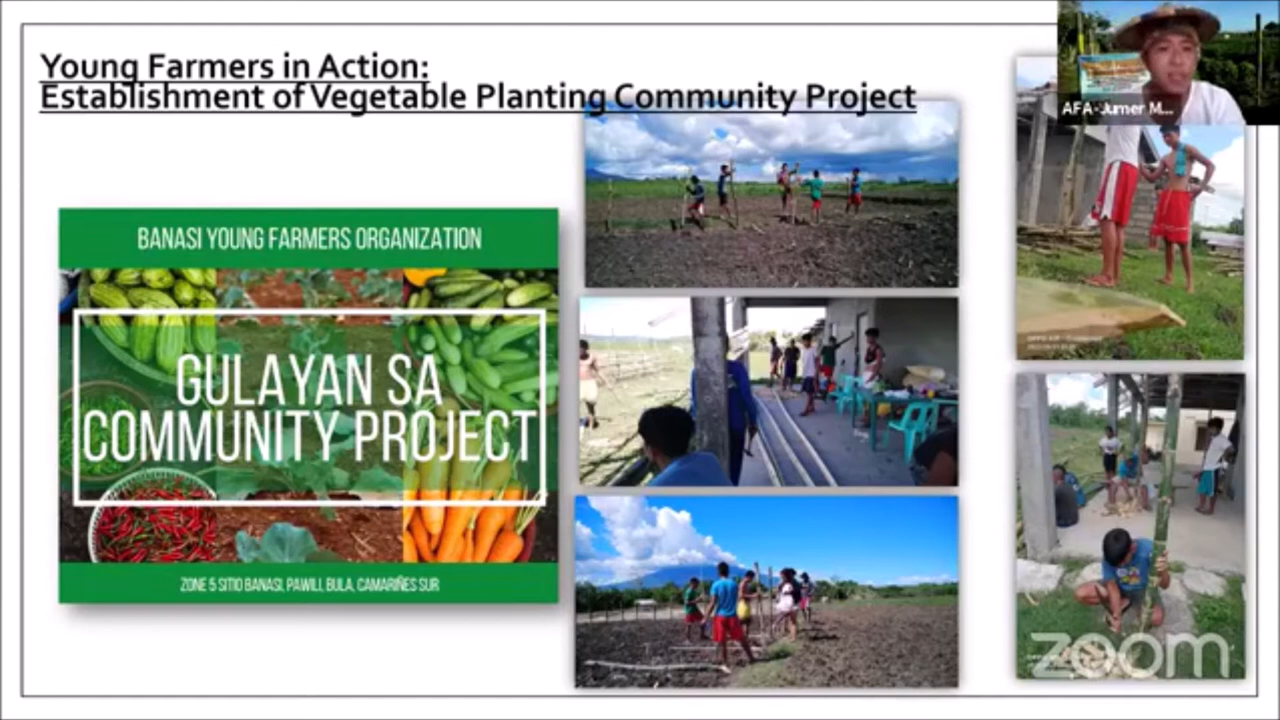 Young Farmers in Action:
Establishment of Vegetable Planting Community Project
AFA-Jumer M...
BANASI YOUNG FARMERS ORGANIZATION
GULAYAN SA
COMMUNITY PROJECT
ZONE 5 SITIO BANASI, PAWILI, BULA, CAMARIÑES SUR
zoom